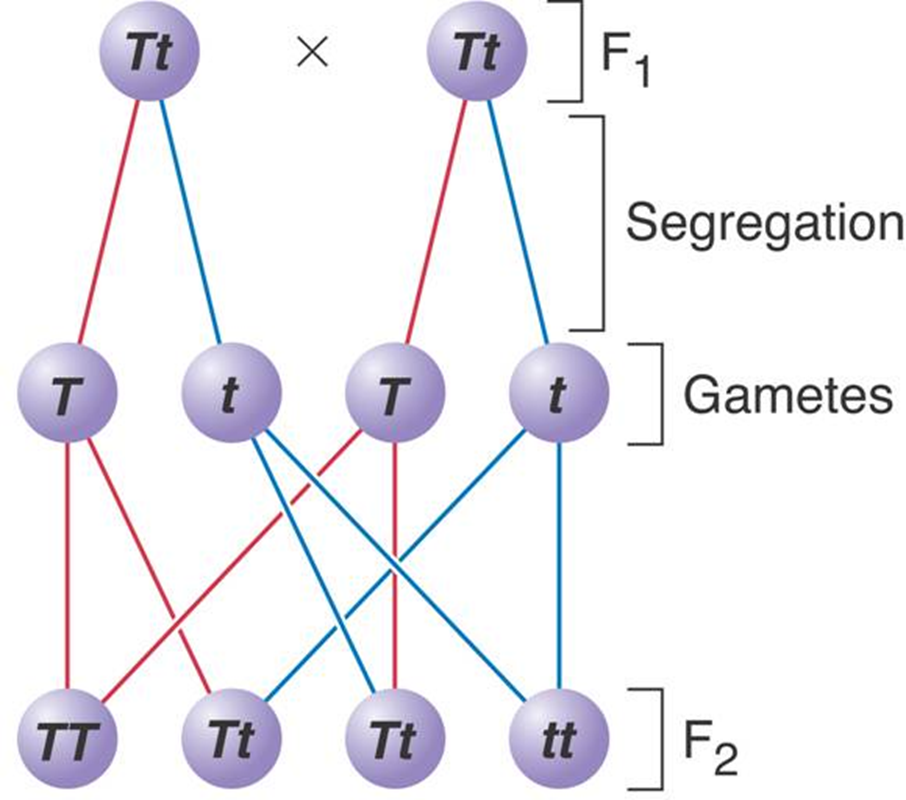 Tt × Tt F₁
Segregation
T t T t Gametes
TT Tt Tt tt F₂